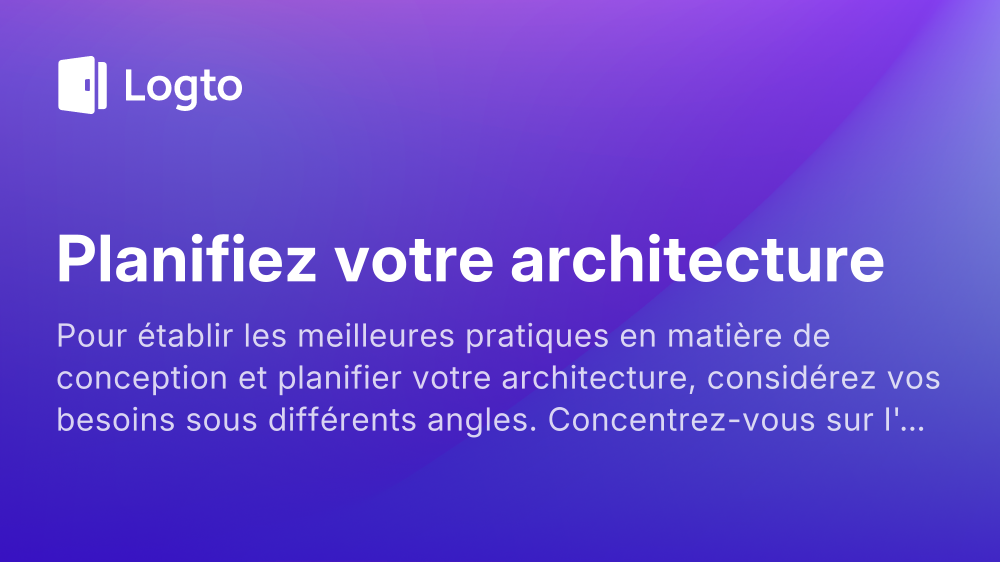 Logto
Planifiez votre architecture
Pour établir les meilleures pratiques en matière de
conception et planifier votre architecture, considérez vos
besoins sous différents angles. Concentrez-vous sur l'...